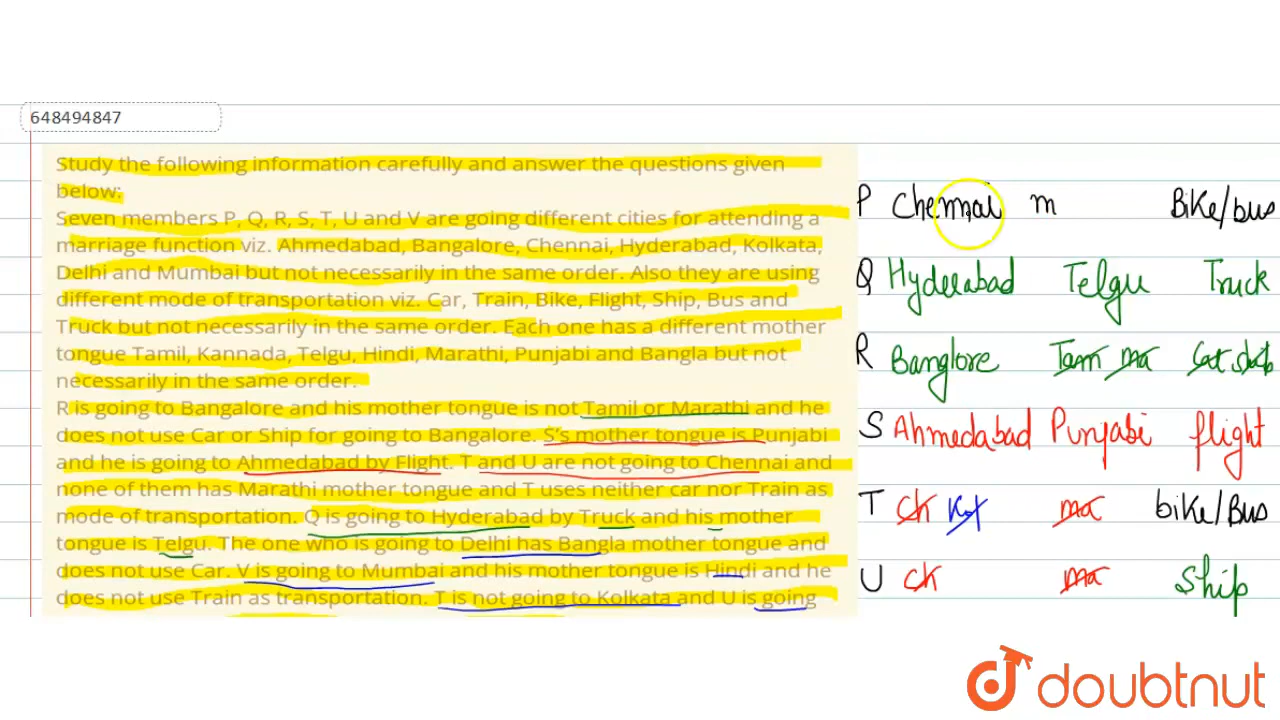 648494847
Study the following information carefully and answer the questions given
below:
Seven members P, Q, R, S, T, U and V are going different cities for attending a
marriage function viz. Ahmedabad, Bangalore, Chennai, Hyderabad, Kolkata,
Delhi and Mumbai but not necessarily in the same order. Also they are using
different mode of transportation viz. Car, Train, Bike, Flight, Ship, Bus and
Truck but not necessarily in the same order. Each one has a different mother
tongue Tamil, Kannada, Telgu, Hindi, Marathi, Punjabi and Bangla but not
necessarily in the same order.
R is going to Bangalore and his mother tongue is not Tamil or Marathi and he
does not use Car or Ship for going to Bangalore. S's mother tongue is Punjabi
and he is going to Ahmedabad by Flight. T and U are not going to Chennai and
none of them has Marathi mother tongue and T uses neither car nor Train as
mode of transportation. Q is going to Hyderabad by Truck and his mother
tongue is Telgu. The one who is going to Delhi has Bangla mother tongue and
does not use Car. V is going to Mumbai and his mother tongue is Hindi and he
does not use Train as transportation. T is not going to Kolkata and U is going
P Chennai m Bike/bus
Q Hyderabad Telgu Truck
R Banglore Tam ma Car ship
S Ahmedabad Punjabi flight
T Ch Kol ma bike/Bus
U Ch ma Ship
doubtnut